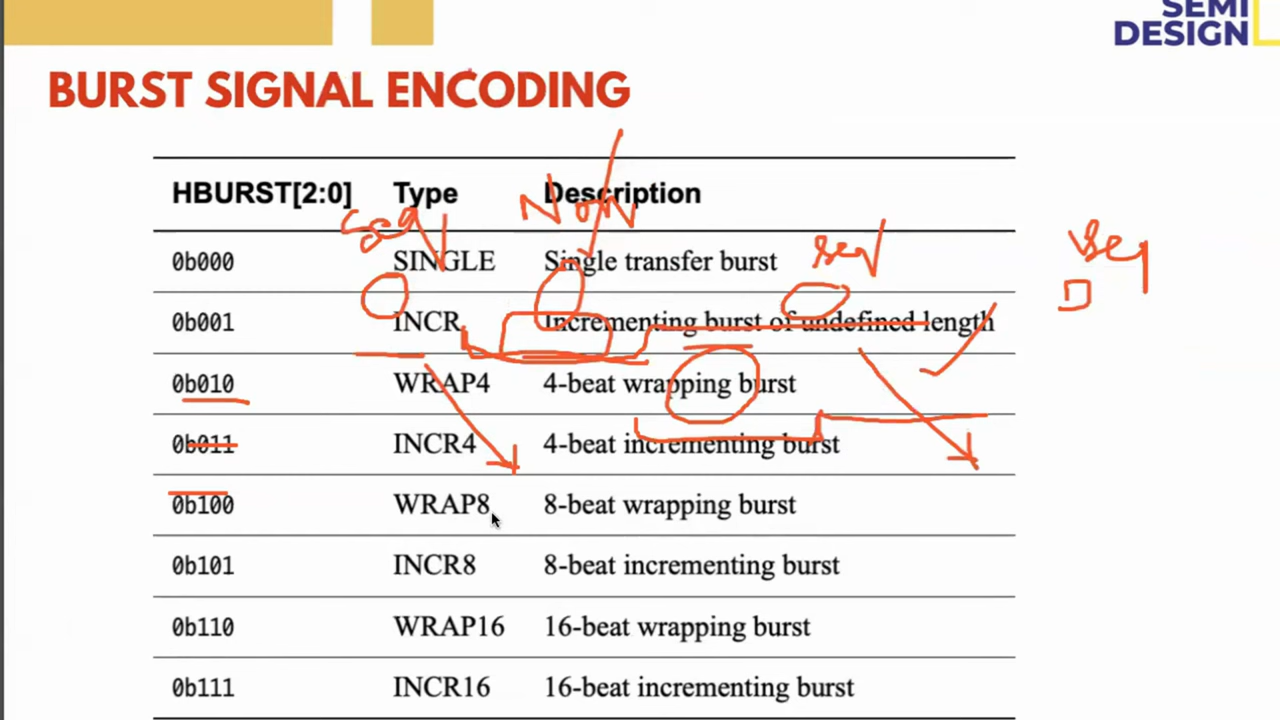 SEMI
DESIGN
BURST SIGNAL ENCODING
HBURST[2:0] Type Description
Seq Non seq seq
0b000 SINGLE Single transfer burst
0b001 INCR Incrementing burst of undefined length
0b010 WRAP4 4-beat wrapping burst
0b011 INCR4 4-beat incrementing burst
0b100 WRAP8 8-beat wrapping burst
0b101 INCR8 8-beat incrementing burst
0b110 WRAP16 16-beat wrapping burst
0b111 INCR16 16-beat incrementing burst